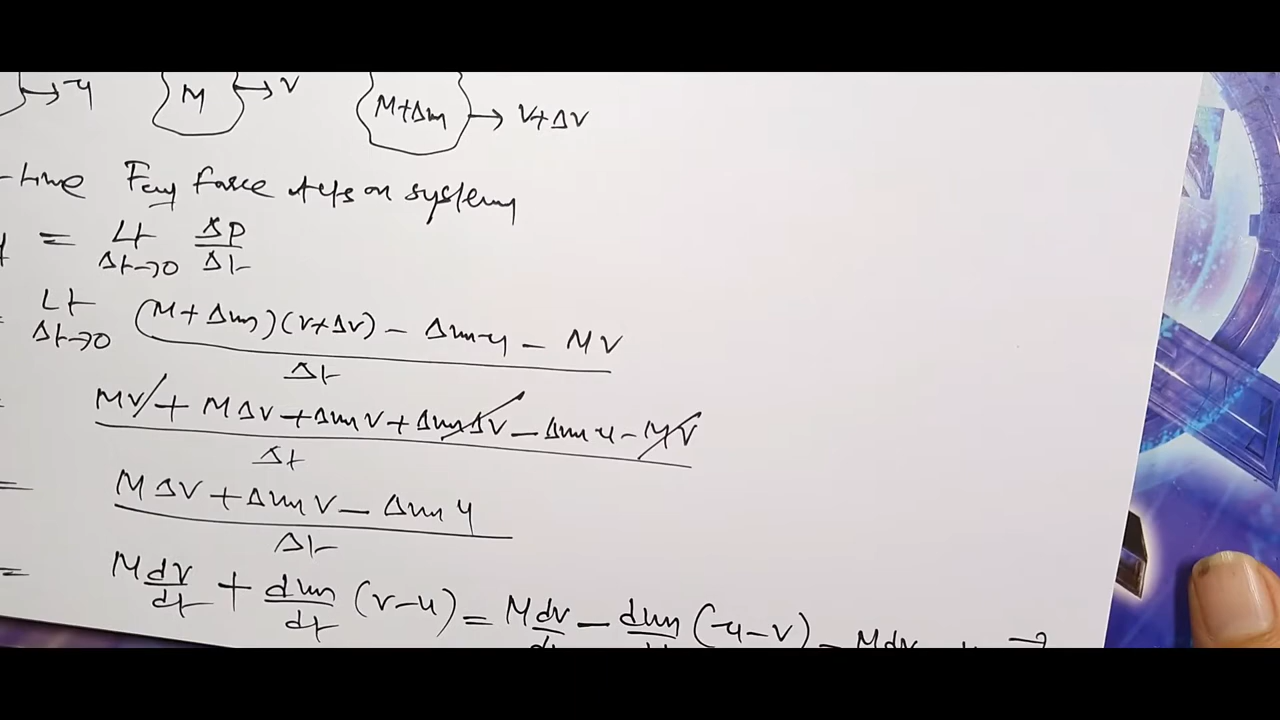 → u M → v M+Δm → v+Δv
-time Fext force acts on system
= Lt Δt→0 ΔP/Δt
Lt Δt→0 (M+Δm)(v+Δv) - Δm u - Mv / Δt
Mv + MΔv + Δm v + ΔmΔv - Δm u - Mv / Δt
= MΔv + Δm v - Δm u / Δt
= M dv/dt + dm/dt (v-u) = M dv/dt - dm/dt (u-v) = Mdv →